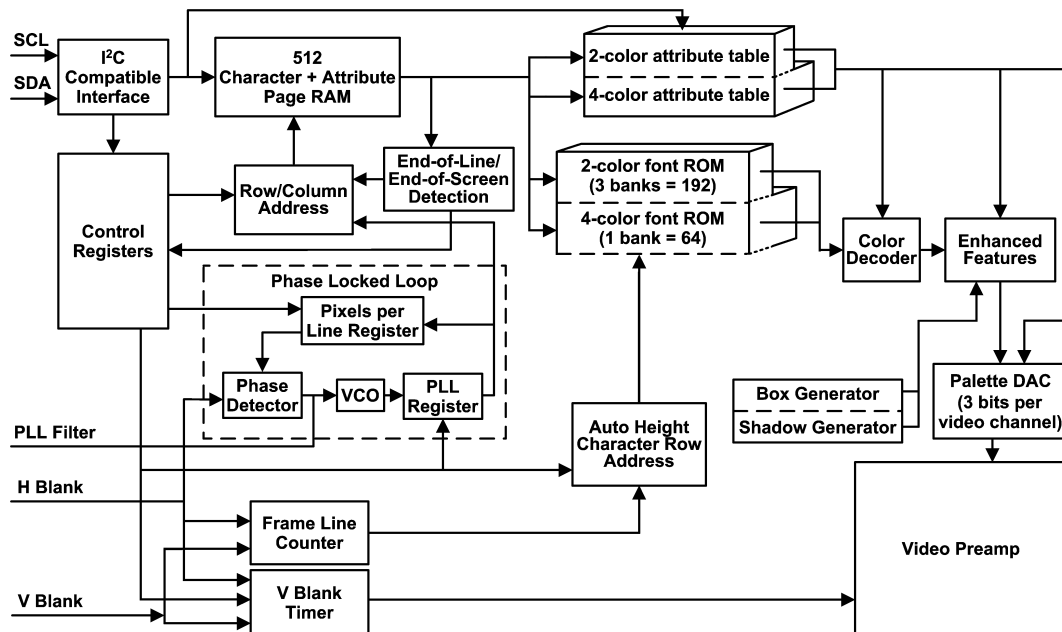 SCL
SDA
I²C
Compatible
Interface
512
Character + Attribute
Page RAM
2-color attribute table
4-color attribute table
End-of-Line/
End-of-Screen
Detection
Row/Column
Address
Control
Registers
2-color font ROM
(3 banks = 192)
4-color font ROM
(1 bank = 64)
Color
Decoder
Enhanced
Features
Phase Locked Loop
Pixels per
Line Register
Phase
Detector
VCO
PLL
Register
Box Generator
Shadow Generator
Palette DAC
(3 bits per
video channel)
Auto Height
Character Row
Address
PLL Filter
H Blank
V Blank
Frame Line
Counter
V Blank
Timer
Video Preamp